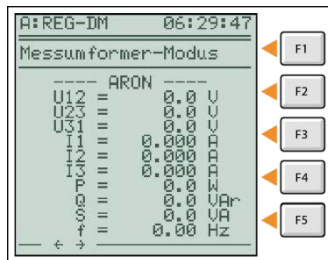 A:REG-DM 06:29:47
Messumformer-Modus
---- ARON ----
U12 = 0.0 V
U23 = 0.0 V
U31 = 0.0 V
I1 = 0.000 A
I2 = 0.000 A
I3 = 0.000 A
P = 0.0 W
Q = 0.0 VAr
S = 0.0 VA
f = 0.00 Hz
← →
F1
F2
F3
F4
F5